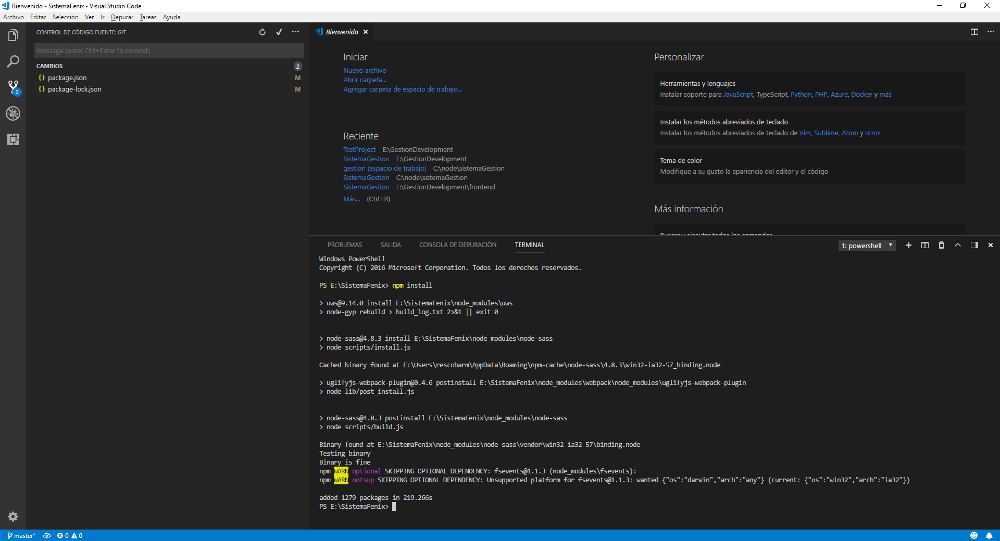 Bienvenido - SistemaFenix - Visual Studio Code
Archivo Editar Selección Ver Ir Depurar Tareas Ayuda
CONTROL DE CÓDIGO FUENTE: GIT
Message (press Ctrl+Enter to commit)
CAMBIOS 2
{} package.json M
{} package-lock.json M
2
Bienvenido
Iniciar
Nuevo archivo
Abrir carpeta...
Agregar carpeta de espacio de trabajo...
Reciente
TestProject E:\GestionDevelopment
SistemaGestion E:\GestionDevelopment
gestion (espacio de trabajo) C:\node\sistemaGestion
SistemaGestion C:\node\sistemaGestion
SistemaGestion E:\GestionDevelopment\frontend
Más... (Ctrl+R)
Personalizar
Herramientas y lenguajes
Instalar soporte para JavaScript, TypeScript, Python, PHP, Azure, Docker y más
Instalar los métodos abreviados de teclado
Instalar los métodos abreviados de teclado de Vim, Sublime, Atom y otros
Tema de color
Modifique a su gusto la apariencia del editor y el código
Más información
Buscar y ejecutar todos los comandos
PROBLEMAS SALIDA CONSOLA DE DEPURACIÓN TERMINAL 1: powershell
Windows PowerShell
Copyright (C) 2016 Microsoft Corporation. Todos los derechos reservados.
PS E:\SistemaFenix> npm install
> uws@9.14.0 install E:\SistemaFenix\node_modules\uws
> node-gyp rebuild > build_log.txt 2>&1 || exit 0
> node-sass@4.8.3 install E:\SistemaFenix\node_modules\node-sass
> node scripts/install.js
Cached binary found at E:\Users\rescobarm\AppData\Roaming\npm-cache\node-sass\4.8.3\win32-ia32-57_binding.node
> uglifyjs-webpack-plugin@0.4.6 postinstall E:\SistemaFenix\node_modules\webpack\node_modules\uglifyjs-webpack-plugin
> node lib/post_install.js
> node-sass@4.8.3 postinstall E:\SistemaFenix\node_modules\node-sass
> node scripts/build.js
Binary found at E:\SistemaFenix\node_modules\node-sass\vendor\win32-ia32-57\binding.node
Testing binary
Binary is fine
npm WARN optional SKIPPING OPTIONAL DEPENDENCY: fsevents@1.1.3 (node_modules\fsevents):
npm WARN notsup SKIPPING OPTIONAL DEPENDENCY: Unsupported platform for fsevents@1.1.3: wanted {"os":"darwin","arch":"any"} (current: {"os":"win32","arch":"ia32"})
added 1279 packages in 219.266s
PS E:\SistemaFenix>
master* 0 0